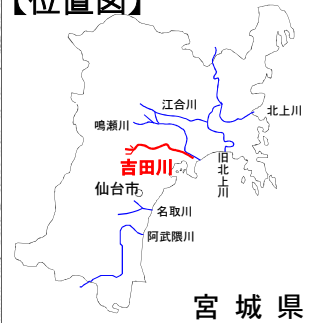 【位置図】
江合川
北上川
鳴瀬川
旧北上川
吉田川
仙台市
名取川
阿武隈川
宮城県